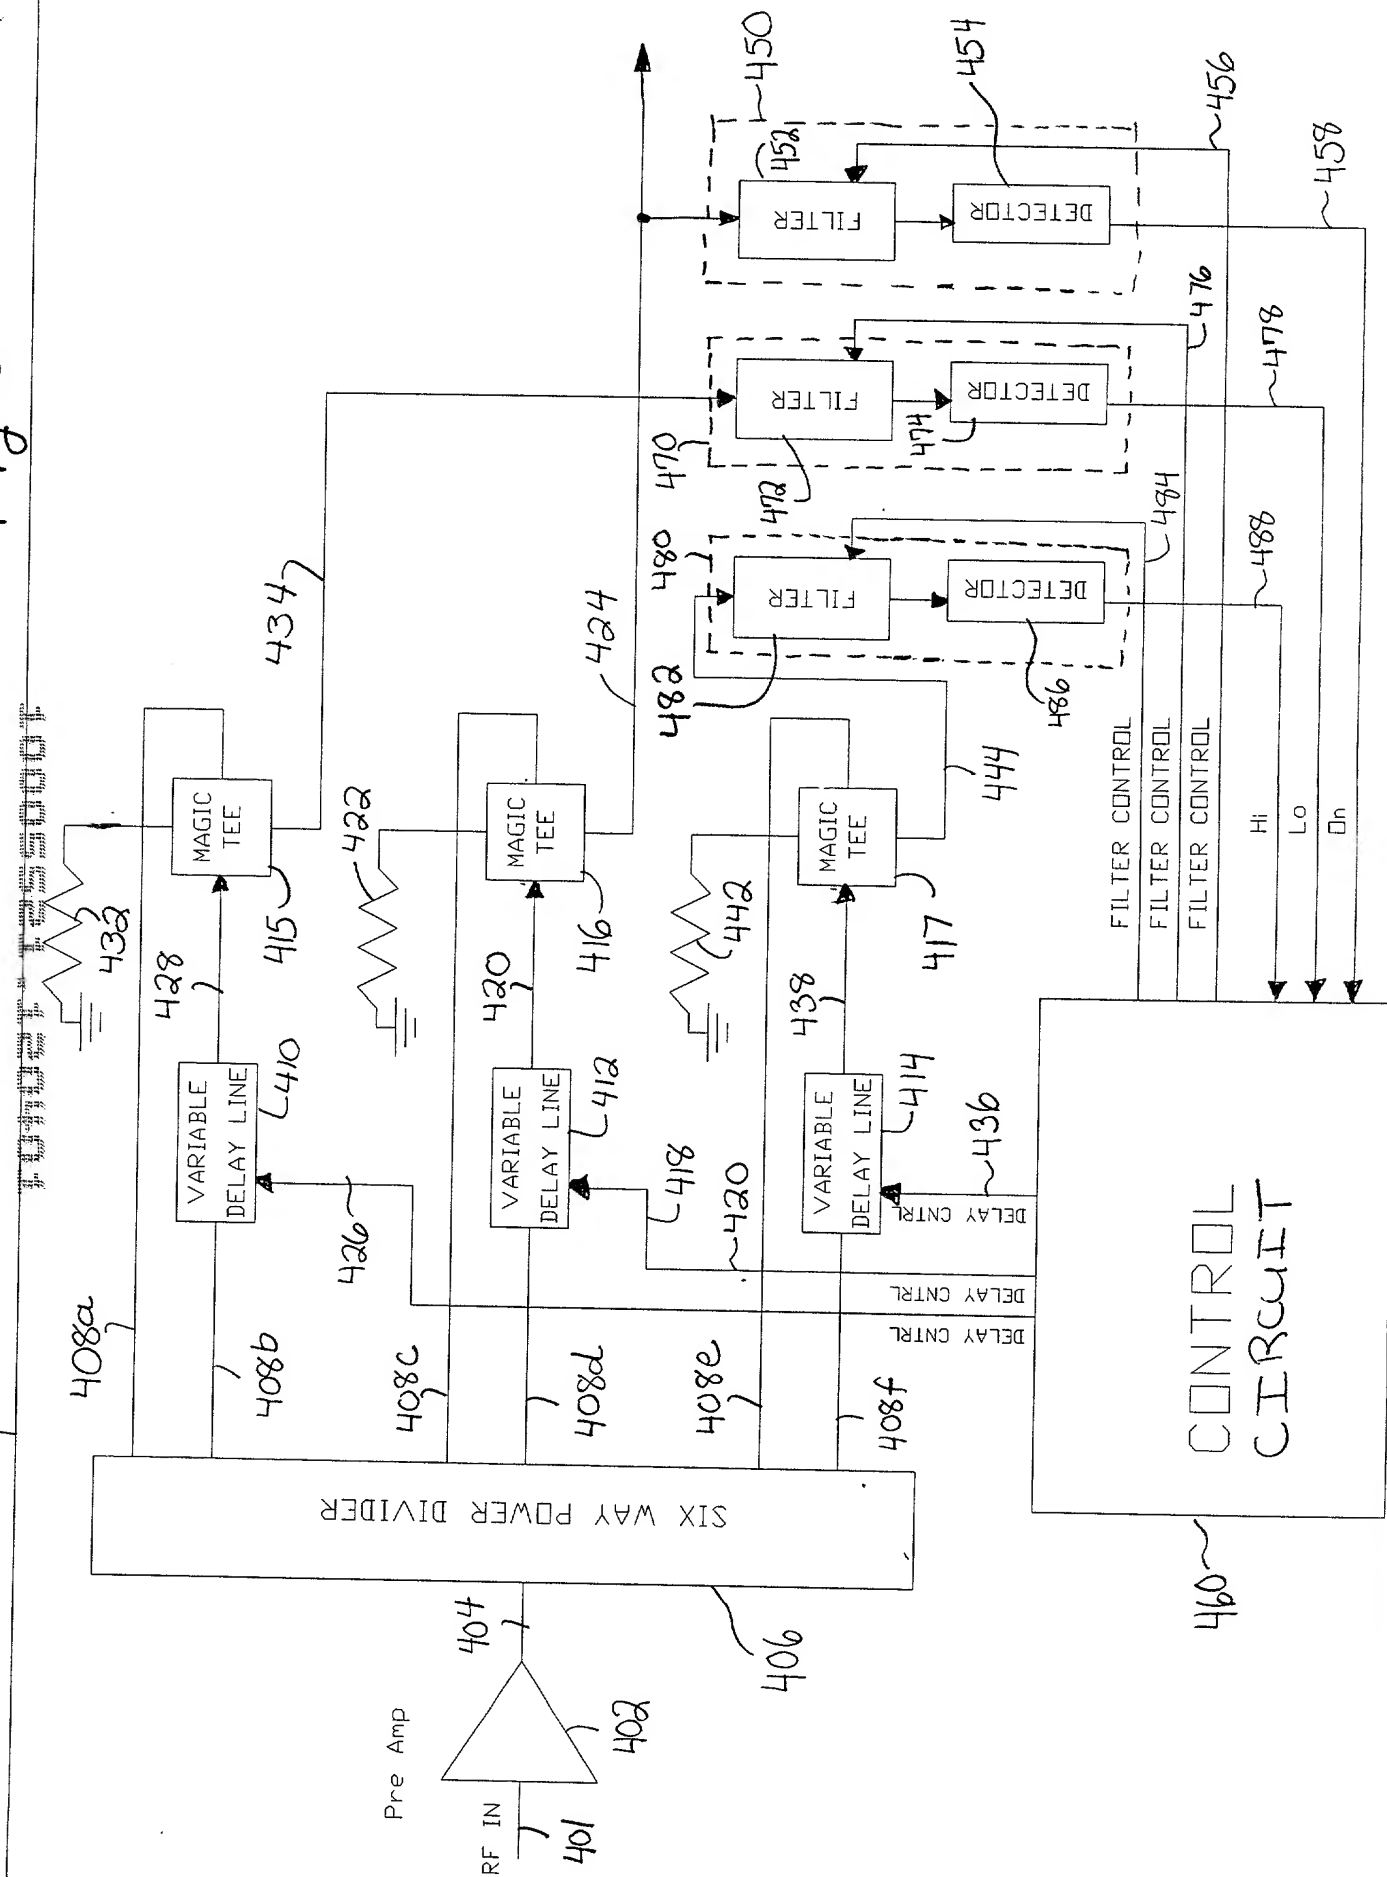 Pre Amp
RF IN
401
402
404
406
SIX WAY POWER DIVIDER
408a
408b
408c
408d
408e
408f
VARIABLE
DELAY LINE
410
426
428
MAGIC
TEE
415
432
434
VARIABLE
DELAY LINE
412
418
420
420
MAGIC
TEE
416
422
424
VARIABLE
DELAY LINE
414
436
438
MAGIC
TEE
417
442
444
DELAY CNTRL
DELAY CNTRL
DELAY CNTRL
CONTROL
CIRCUIT
460
FILTER CONTROL
FILTER CONTROL
FILTER CONTROL
Hi
Lo
On
480
482
FILTER
DETECTOR
486
484
488
470
472
FILTER
474
DETECTOR
476
478
450
452
FILTER
DETECTOR
454
456
458